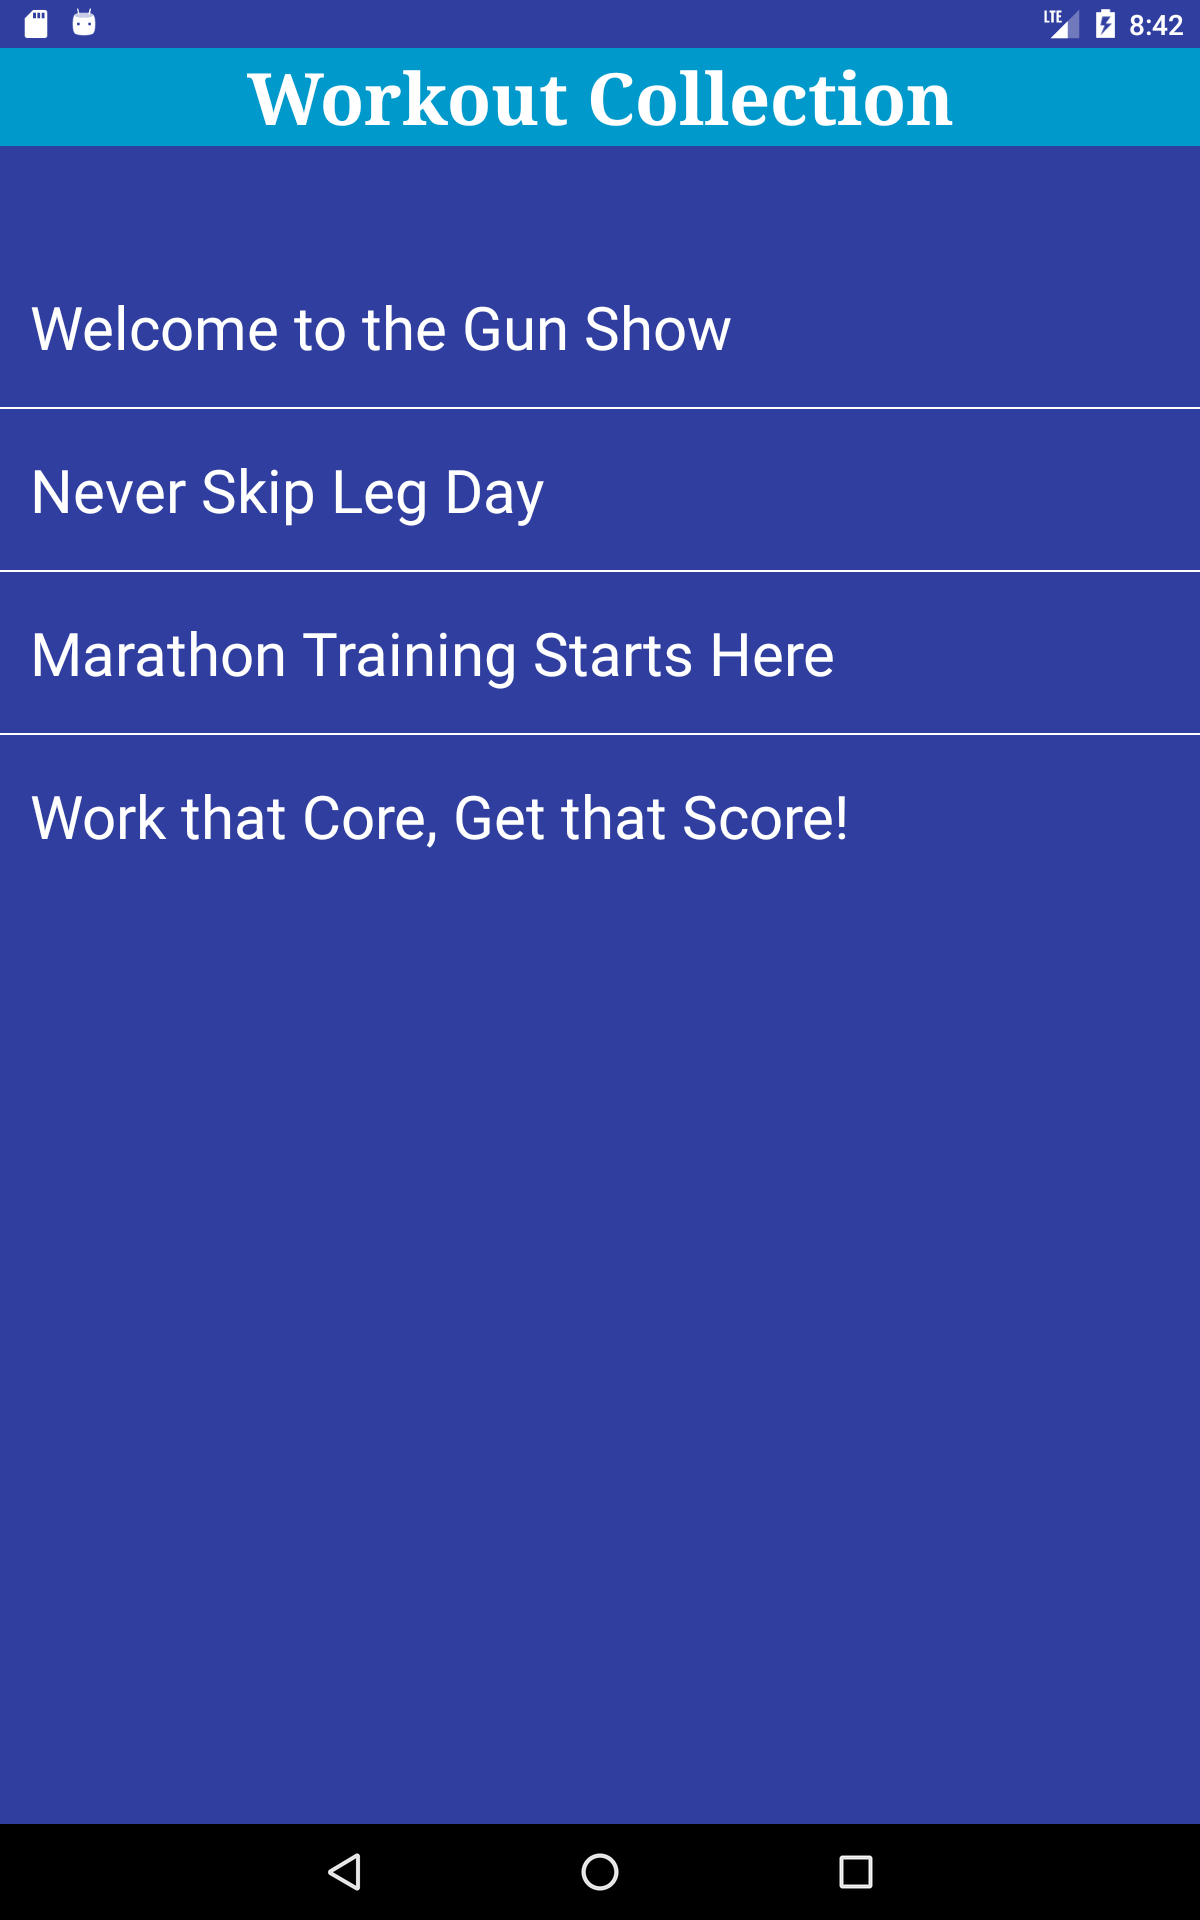 LTE 8:42
Workout Collection
Welcome to the Gun Show
Never Skip Leg Day
Marathon Training Starts Here
Work that Core, Get that Score!